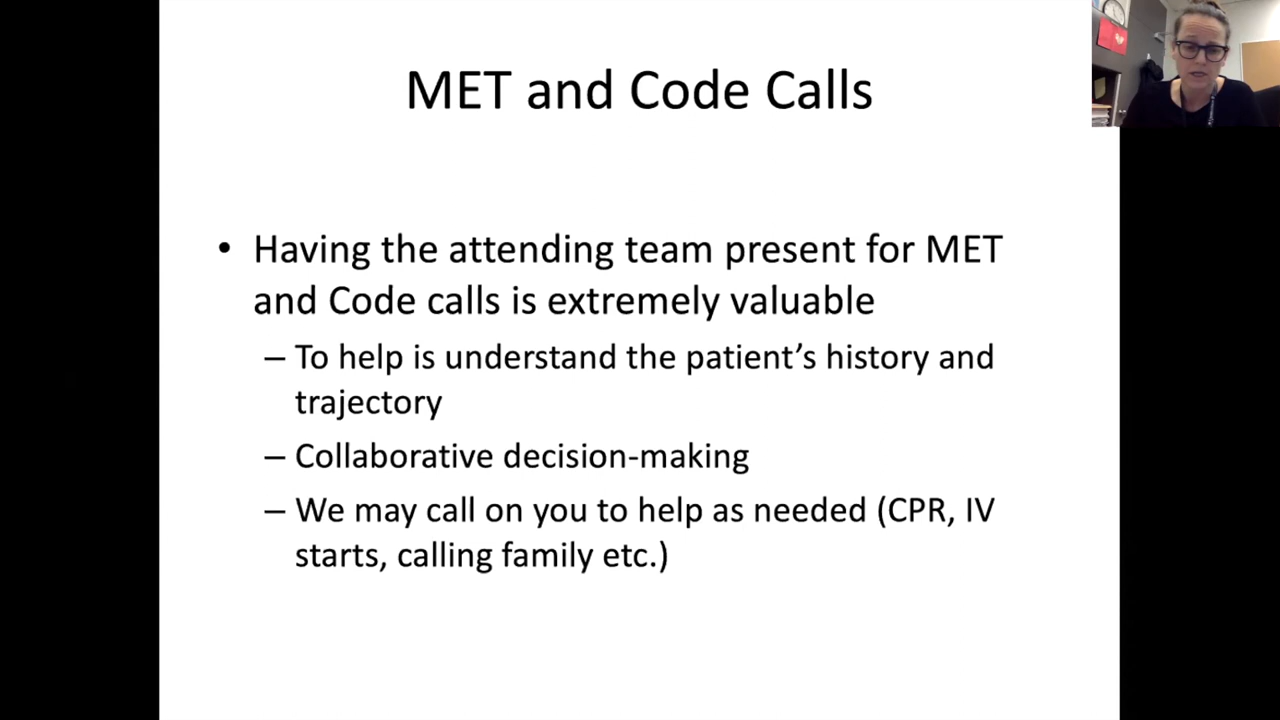 MET and Code Calls
• Having the attending team present for MET
and Code calls is extremely valuable
– To help is understand the patient’s history and
trajectory
– Collaborative decision-making
– We may call on you to help as needed (CPR, IV
starts, calling family etc.)